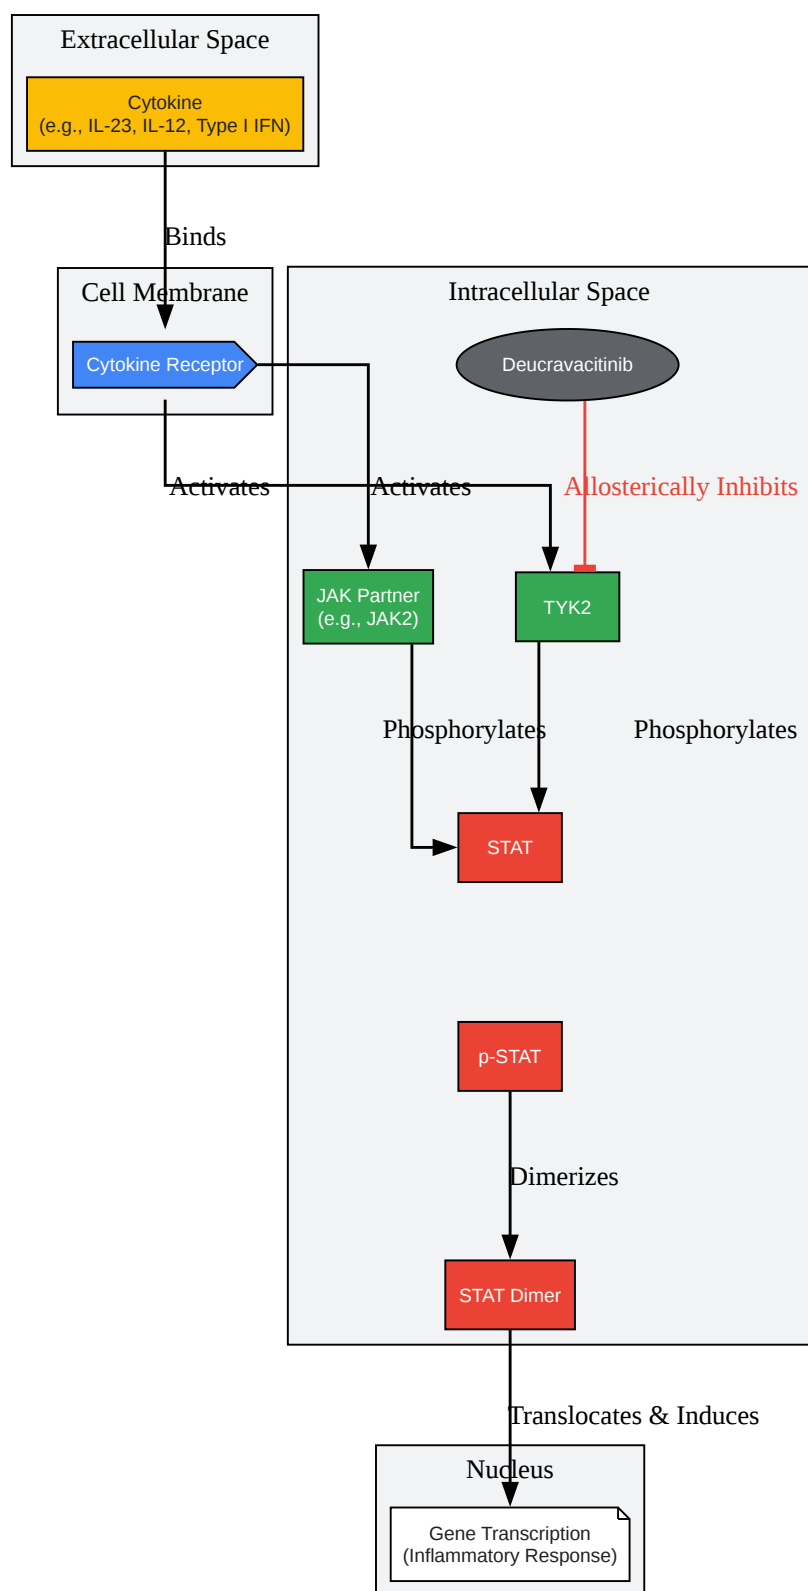 Extracellular Space
Cytokine
(e.g., IL-23, IL-12, Type I IFN)
Binds
Cell Membrane
Intracellular Space
Cytokine Receptor
Deucravacitinib
Activates
Activates
Allosterically Inhibits
JAK Partner
(e.g., JAK2)
TYK2
Phosphorylates
Phosphorylates
STAT
p-STAT
Dimerizes
STAT Dimer
Translocates & Induces
Nucleus
Gene Transcription
(Inflammatory Response)